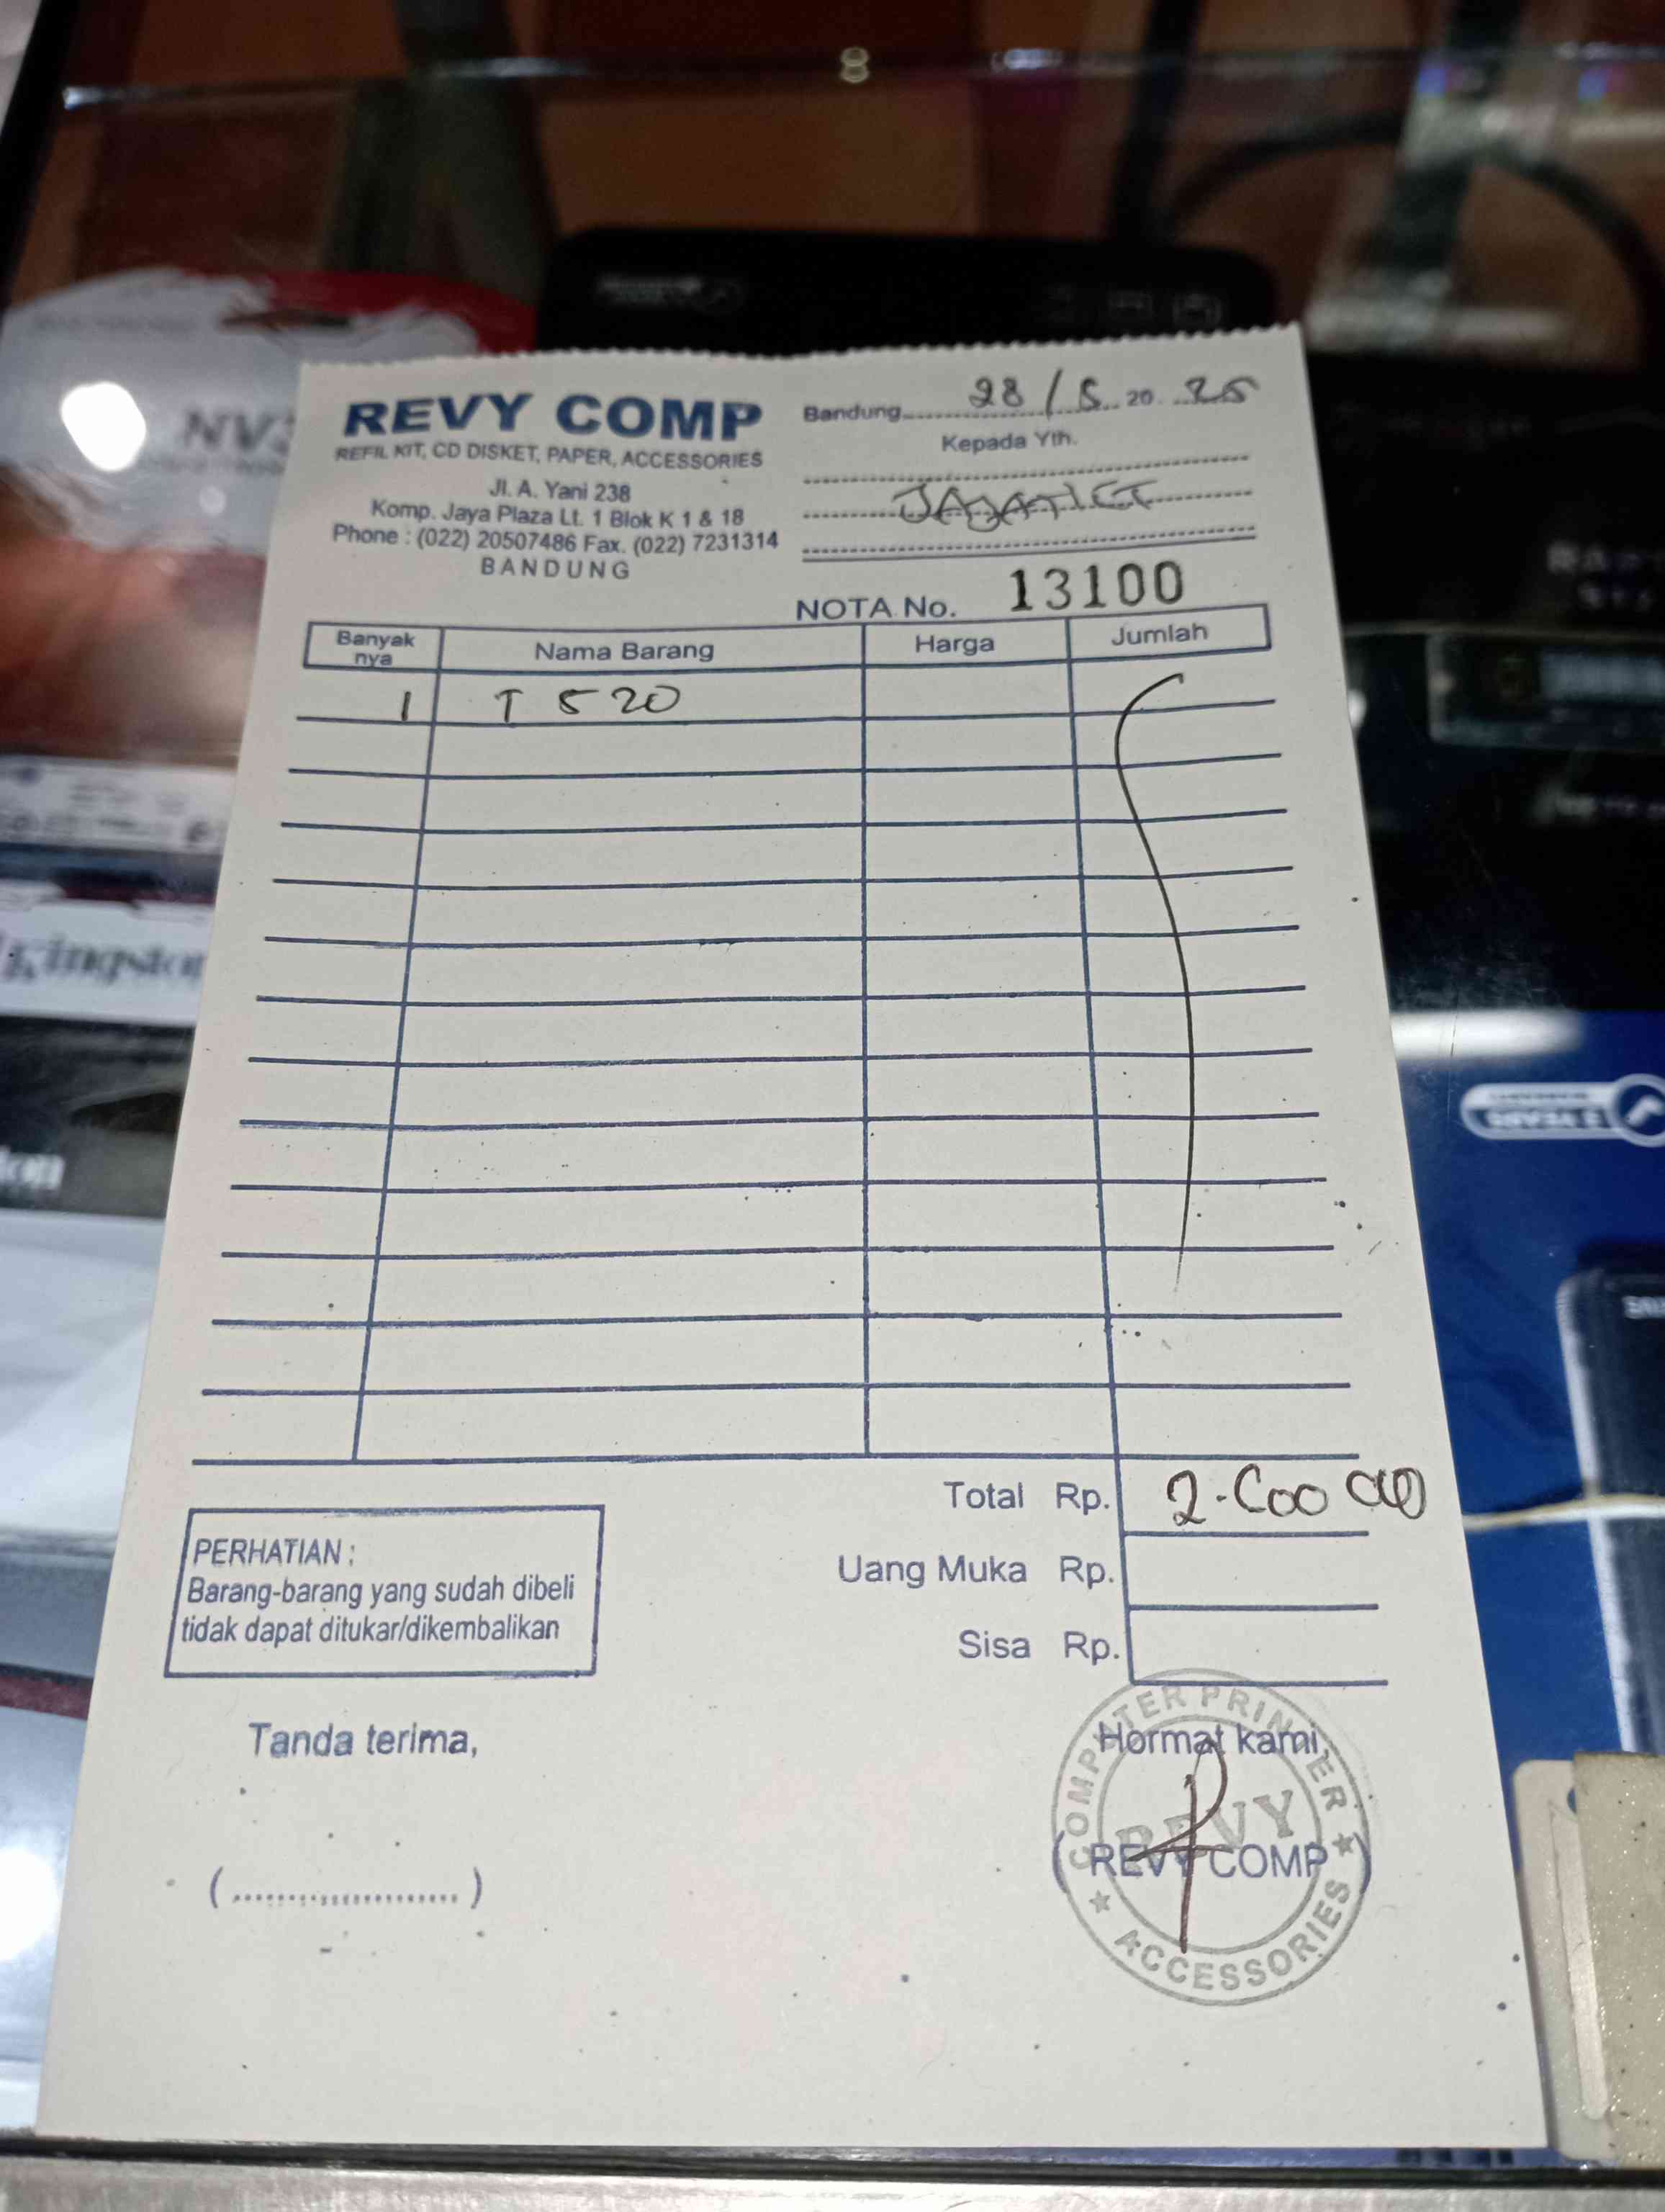 REVY COMP
REFIL KIT, CD DISKET, PAPER, ACCESSORIES
Jl. A. Yani 238
Komp. Jaya Plaza Lt. 1 Blok K 1 & 18
Phone : (022) 20507486 Fax. (022) 7231314
BANDUNG
Bandung 28 / 5 20 25
Kepada Yth.
NOTA No. 13100
Banyak nya Nama Barang Harga Jumlah
1 T 520
Total Rp.
Uang Muka Rp.
Sisa Rp.
PERHATIAN :
Barang-barang yang sudah dibeli
tidak dapat ditukar/dikembalikan
Tanda terima,
Hormat kami,
(......................)
( REVY COMP )
COMPUTER PRINTER
REVY
ACCESSORIES
Kingston